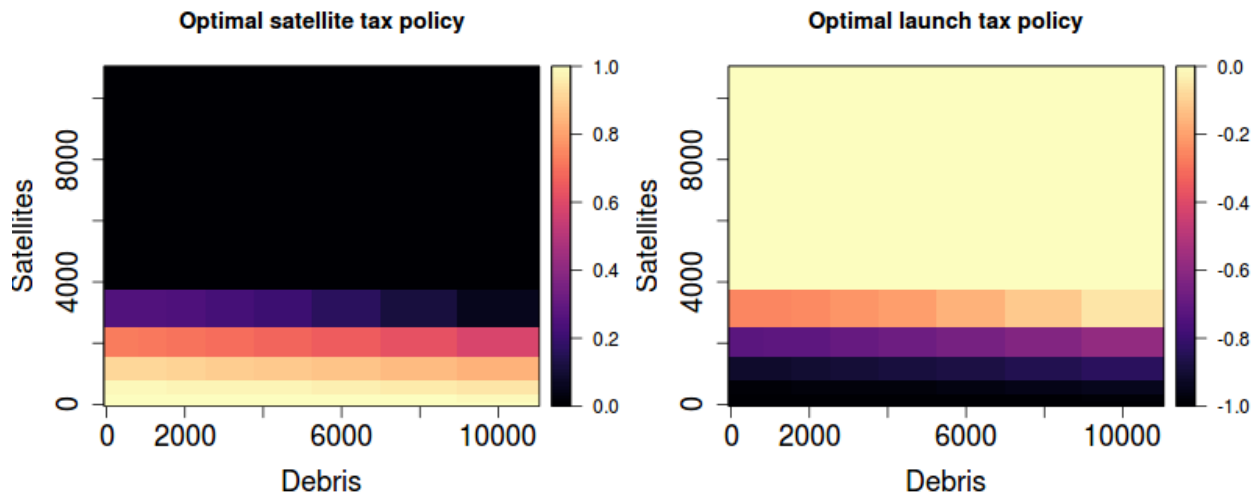 Optimal satellite tax policy
Satellites
8000
4000
0
0 2000 6000 10000
Debris
1.0
0.8
0.6
0.4
0.2
0.0
Optimal launch tax policy
Satellites
8000
4000
0
0 2000 6000 10000
Debris
0.0
-0.2
-0.4
-0.6
-0.8
-1.0